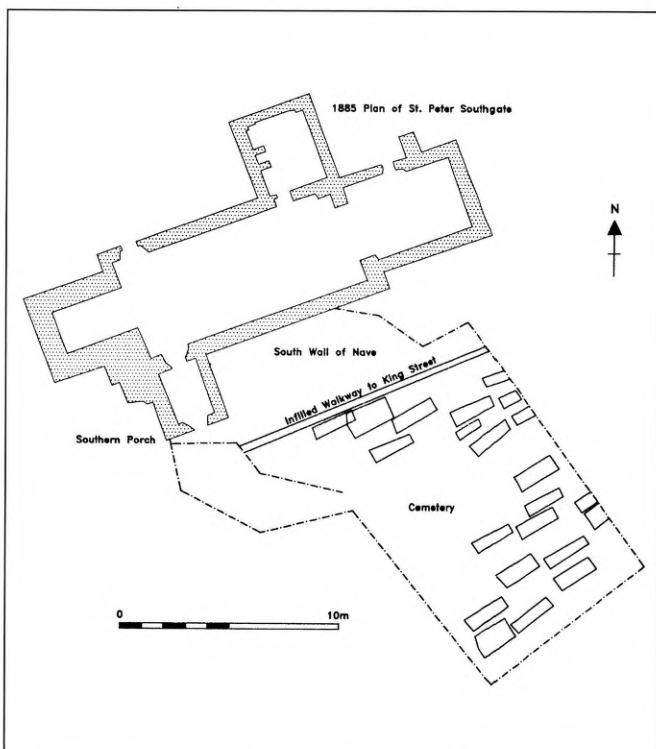 1885 Plan of St. Peter Southgate
N
South Wall of Nave
Infilled Walkway to King Street
Southern Porch
Cemetery
0 10m